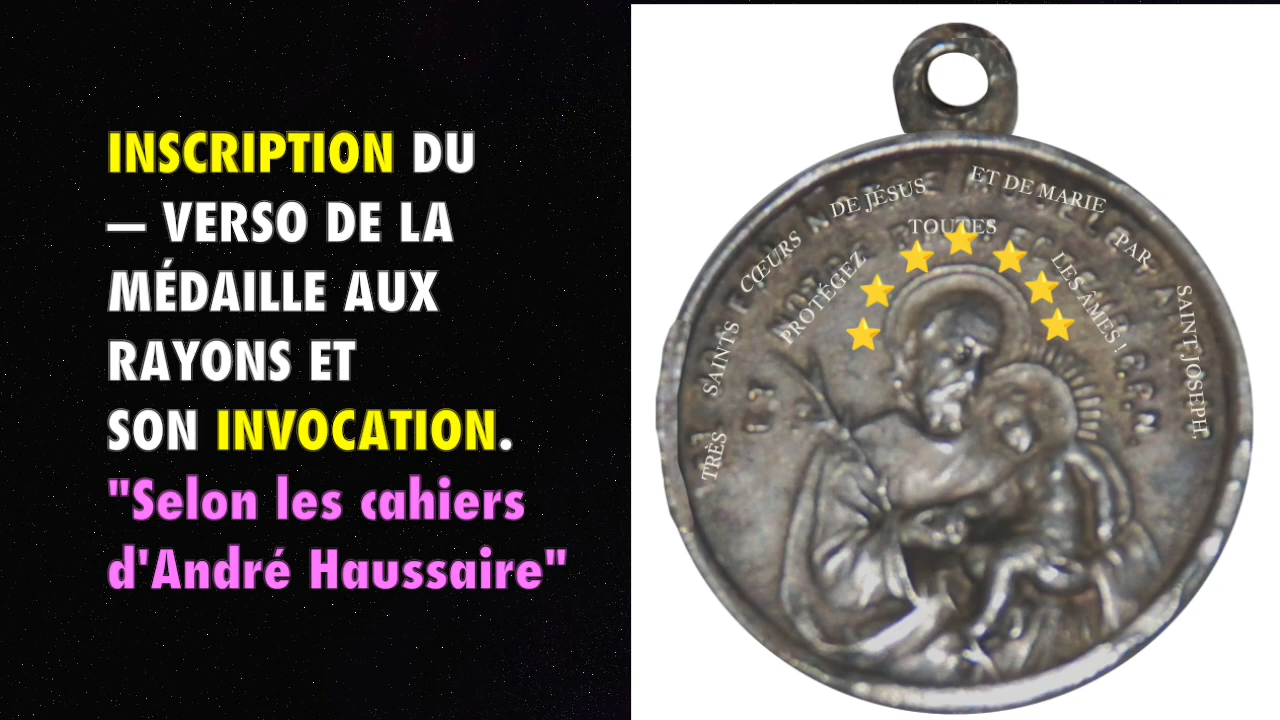 INSCRIPTION DU
— VERSO DE LA
MÉDAILLE AUX
RAYONS ET
SON INVOCATION.
"Selon les cahiers
d'André Haussaire"
TRÈS SAINTS CŒURS DE JÉSUS ET DE MARIE PAR SAINT JOSEPH,
PROTÉGEZ TOUTES LES ÂMES !